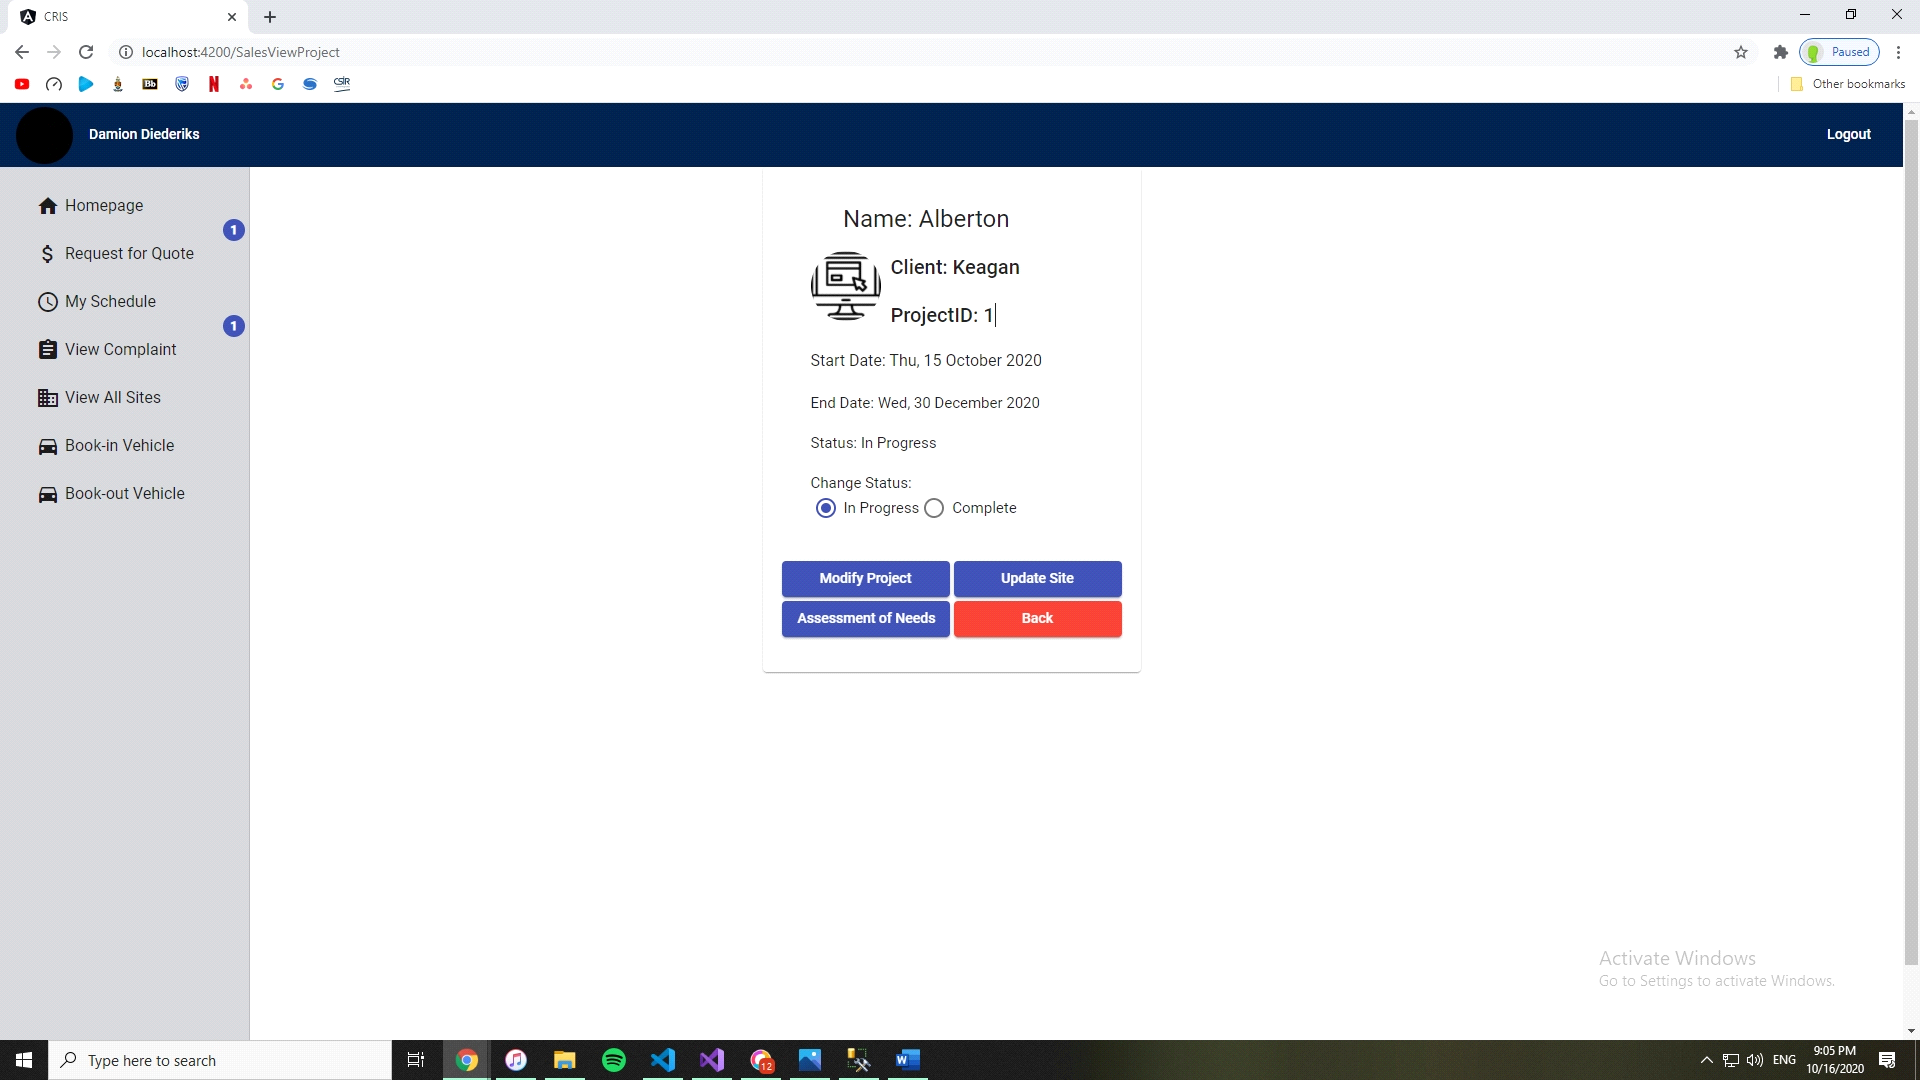 CRIS
localhost:4200/SalesViewProject
Paused
Bb
N
G
CSIR
Other bookmarks
Damion Diederiks
Logout
Homepage
1
Request for Quote
My Schedule
1
View Complaint
View All Sites
Book-in Vehicle
Book-out Vehicle
Name: Alberton
Client: Keagan
ProjectID: 1
Start Date: Thu, 15 October 2020
End Date: Wed, 30 December 2020
Status: In Progress
Change Status:
In Progress Complete
Modify Project Update Site
Assessment of Needs Back
Activate Windows
Go to Settings to activate Windows.
Type here to search
12
W
ENG
9:05 PM
10/16/2020